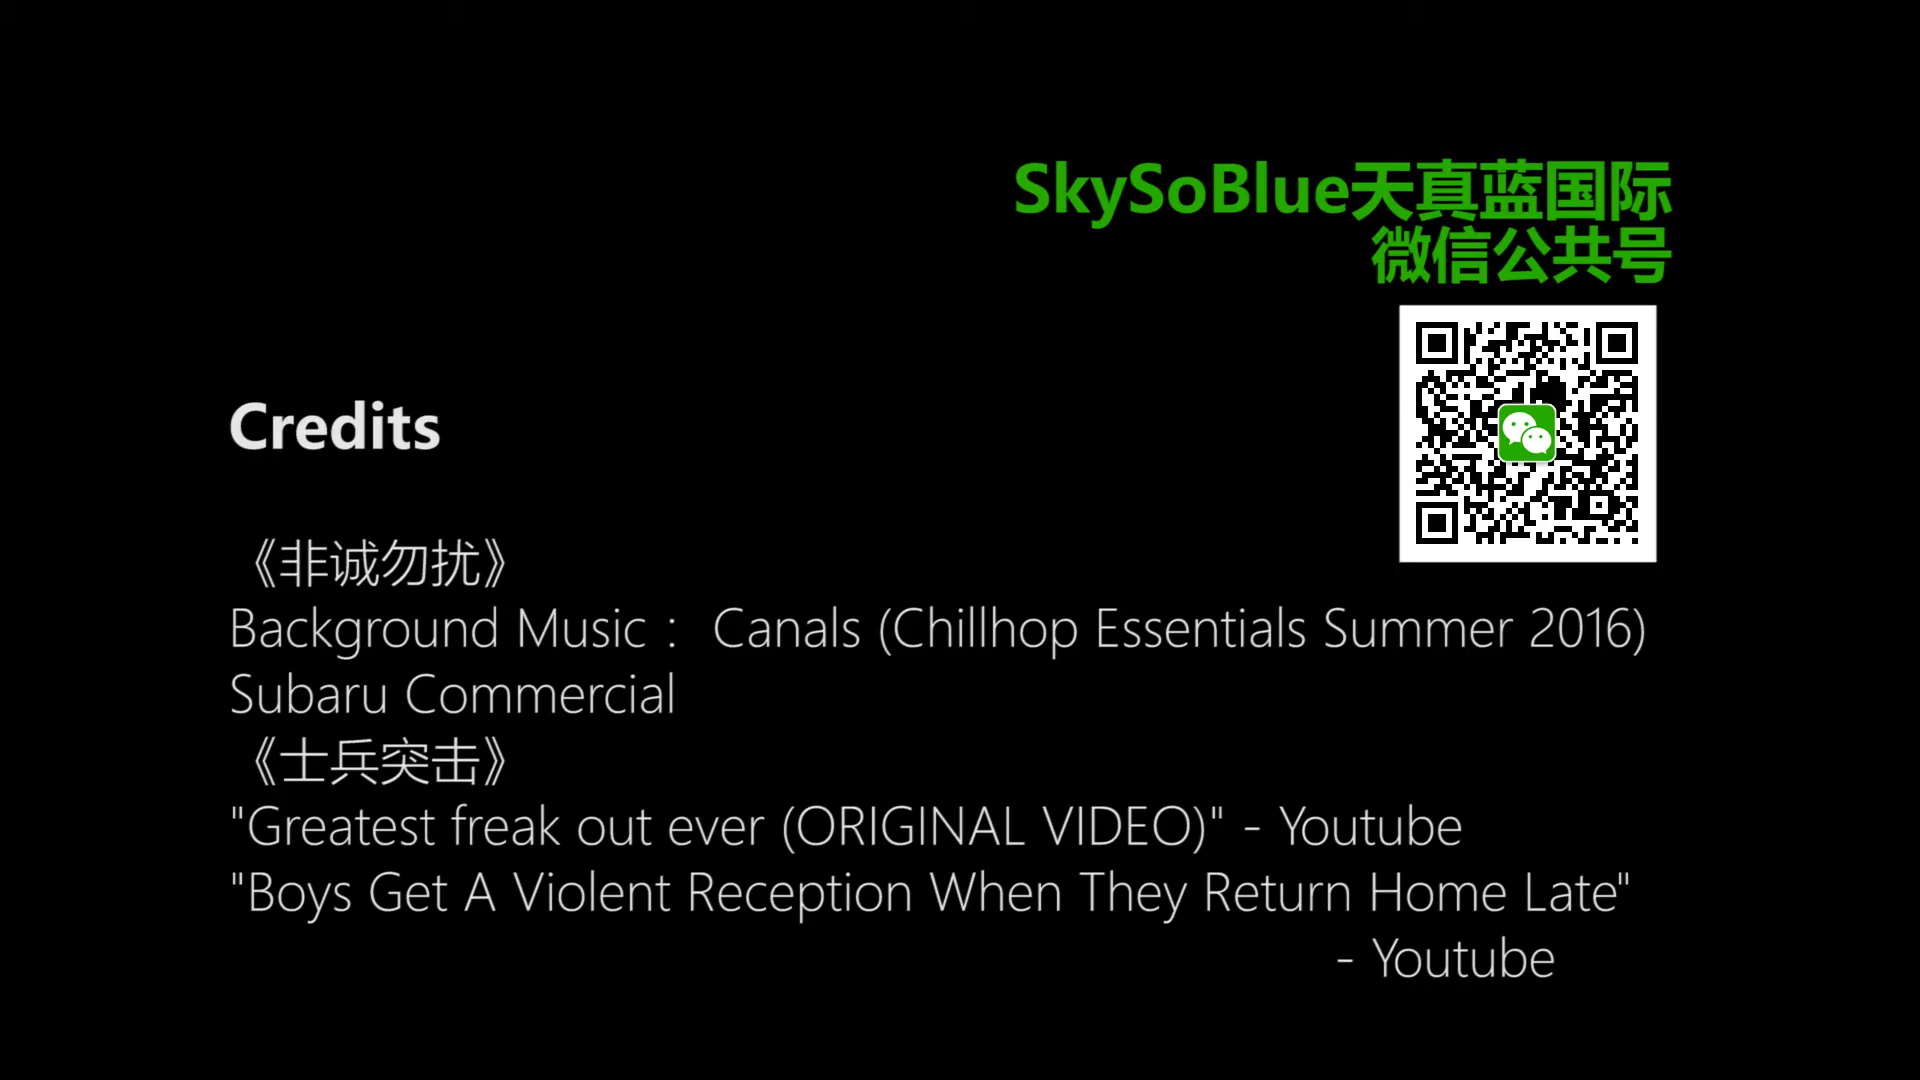 SkySoBlue天真蓝国际
微信公共号
Credits
《非诚勿扰》
Background Music： Canals (Chillhop Essentials Summer 2016)
Subaru Commercial
《士兵突击》
"Greatest freak out ever (ORIGINAL VIDEO)" - Youtube
"Boys Get A Violent Reception When They Return Home Late"
- Youtube